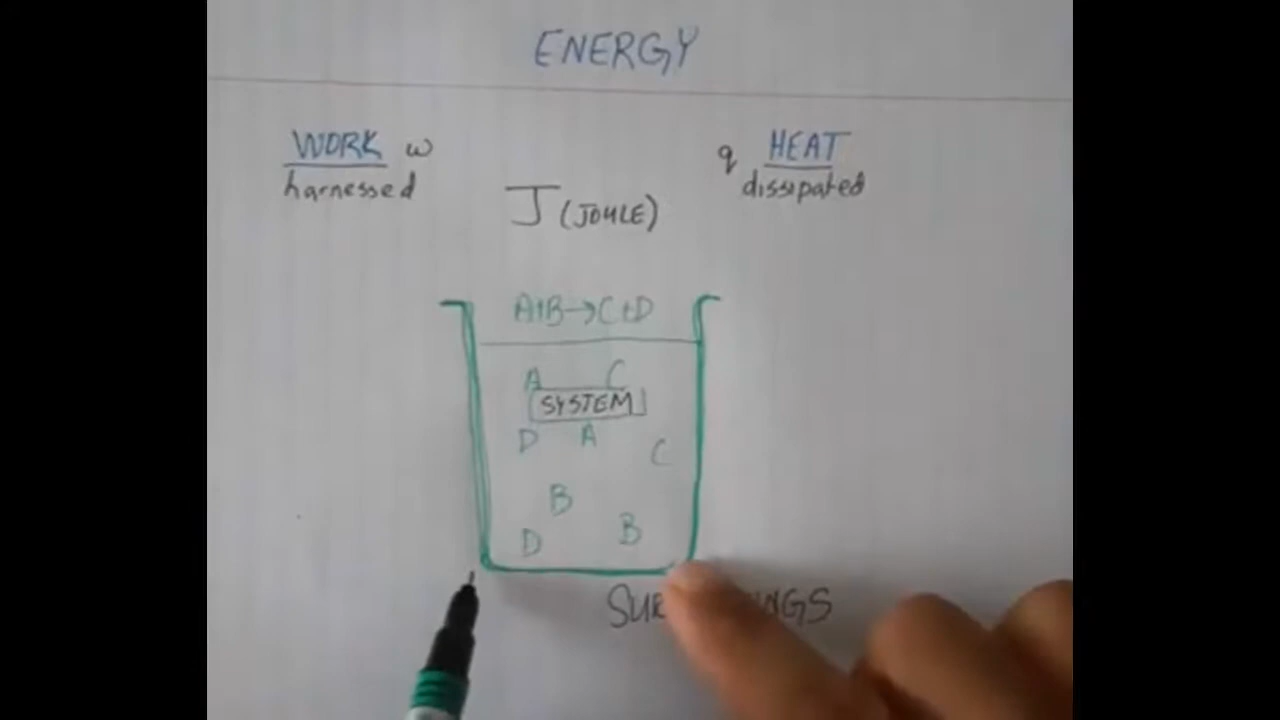 ENERGY
WORK w
harnessed
q HEAT
dissipated
J (JOULE)
A+B→C+D
A C
SYSTEM
D A
C
B
D B